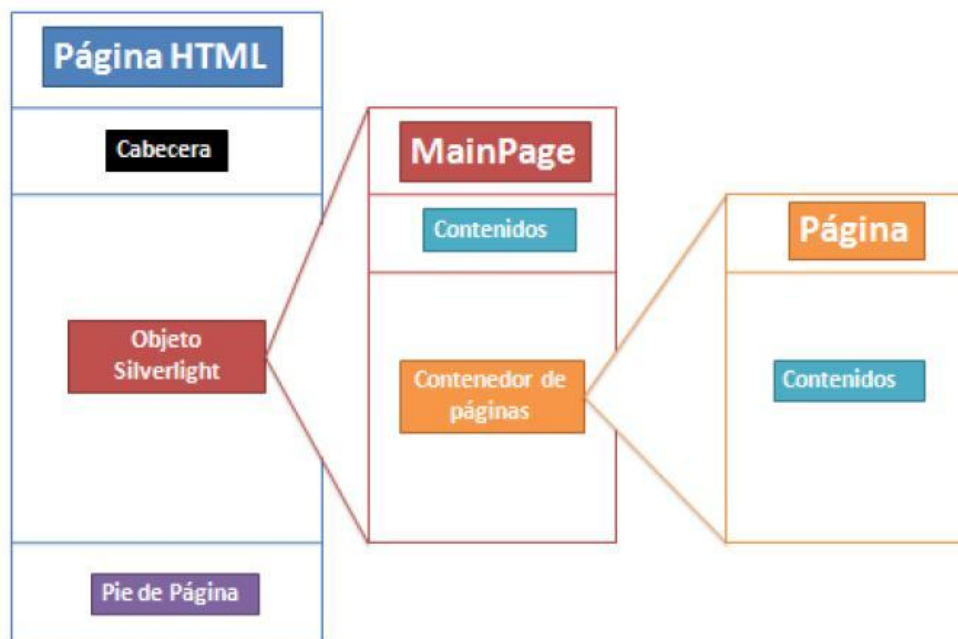 Página HTML
Cabecera
Objeto
Silverlight
Pie de Página
MainPage
Contenidos
Contenedor de
páginas
Página
Contenidos